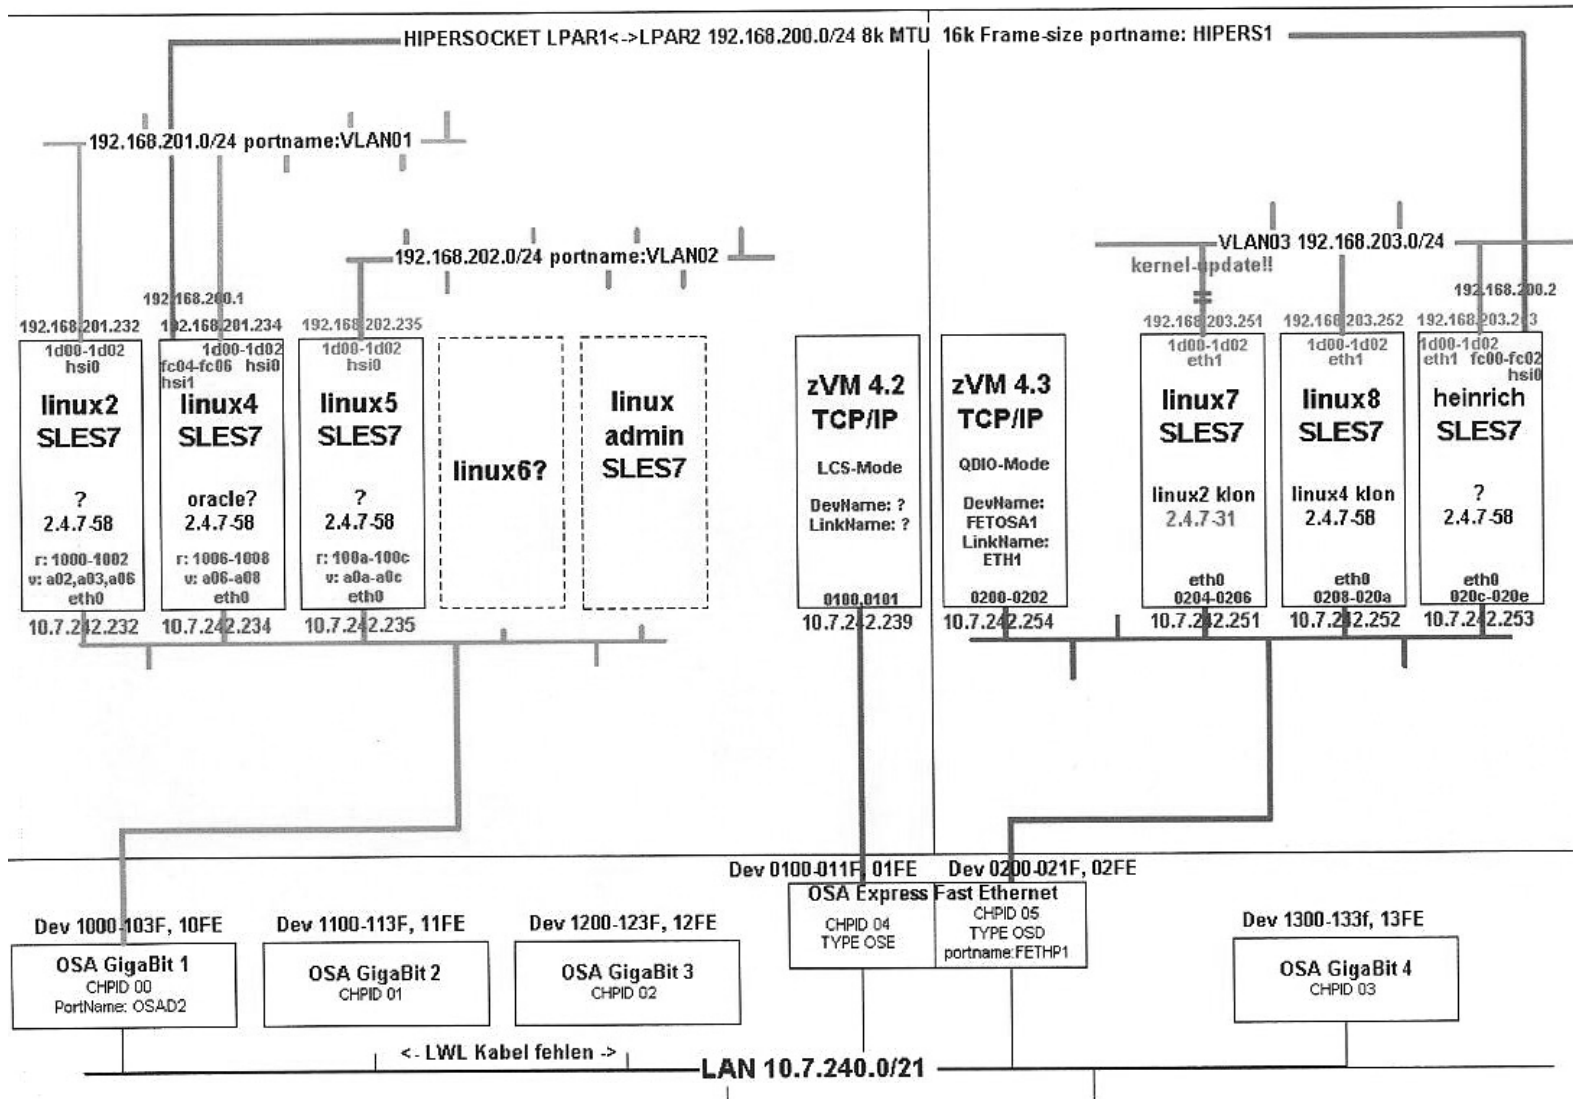 HIPERSOCKET LPAR1<->LPAR2 192.168.200.0/24 8k MTU 16k Frame-size portname: HIPERS1
192.168.201.0/24 portname:VLAN01
192.168.202.0/24 portname:VLAN02
VLAN03 192.168.203.0/24
kernel-update!!
192.168.200.1
192.168.200.2
192.168.201.232
1d00-1d02
hsi0
linux2
SLES7
?
2.4.7-58
r: 1000-1002
v: a02,a03,a06
eth0
10.7.242.232
192.168.201.234
1d00-1d02
fc04-fc06 hsi0
hsi1
linux4
SLES7
oracle?
2.4.7-58
r: 1006-1008
v: a06-a08
eth0
10.7.242.234
192.168.202.235
1d00-1d02
hsi0
linux5
SLES7
?
2.4.7-58
r: 100a-100c
v: a0a-a0c
eth0
10.7.242.235
linux6?
linux
admin
SLES7
zVM 4.2
TCP/IP
LCS-Mode
DevName: ?
LinkName: ?
0100,0101
10.7.242.239
zVM 4.3
TCP/IP
QDIO-Mode
DevName:
FETOSA1
LinkName:
ETH1
0200-0202
10.7.242.254
192.168.203.251
1d00-1d02
eth1
linux7
SLES7
linux2 klon
2.4.7-31
eth0
0204-0206
10.7.242.251
192.168.203.252
1d00-1d02
eth1
linux8
SLES7
linux4 klon
2.4.7-58
eth0
0208-020a
10.7.242.252
1d00-1d02
eth1 fc00-fc02
hsi0
heinrich
SLES7
?
2.4.7-58
eth0
020c-020e
10.7.242.253
Dev 1000-103F, 10FE
OSA GigaBit 1
CHPID 00
PortName: OSAD2
Dev 1100-113F, 11FE
OSA GigaBit 2
CHPID 01
Dev 1200-123F, 12FE
OSA GigaBit 3
CHPID 02
Dev 0100-011F, 01FE
Dev 0200-021F, 02FE
OSA Express Fast Ethernet
CHPID 04
TYPE OSE
CHPID 05
TYPE OSD
portname:FETHP1
Dev 1300-133f, 13FE
OSA GigaBit 4
CHPID 03
<- LWL Kabel fehlen ->
LAN 10.7.240.0/21